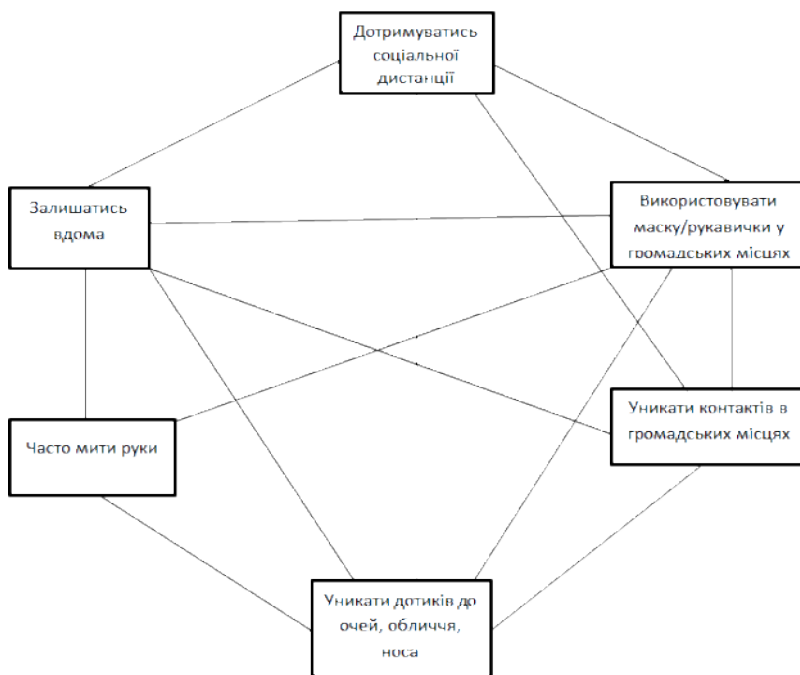 Дотримуватись
соціальної
дистанції
Залишатись
вдома
Використовувати
маску/рукавички у
громадських місцях
Часто мити руки
Уникати контактів в
громадських місцях
Уникати дотиків до
очей, обличчя,
носа